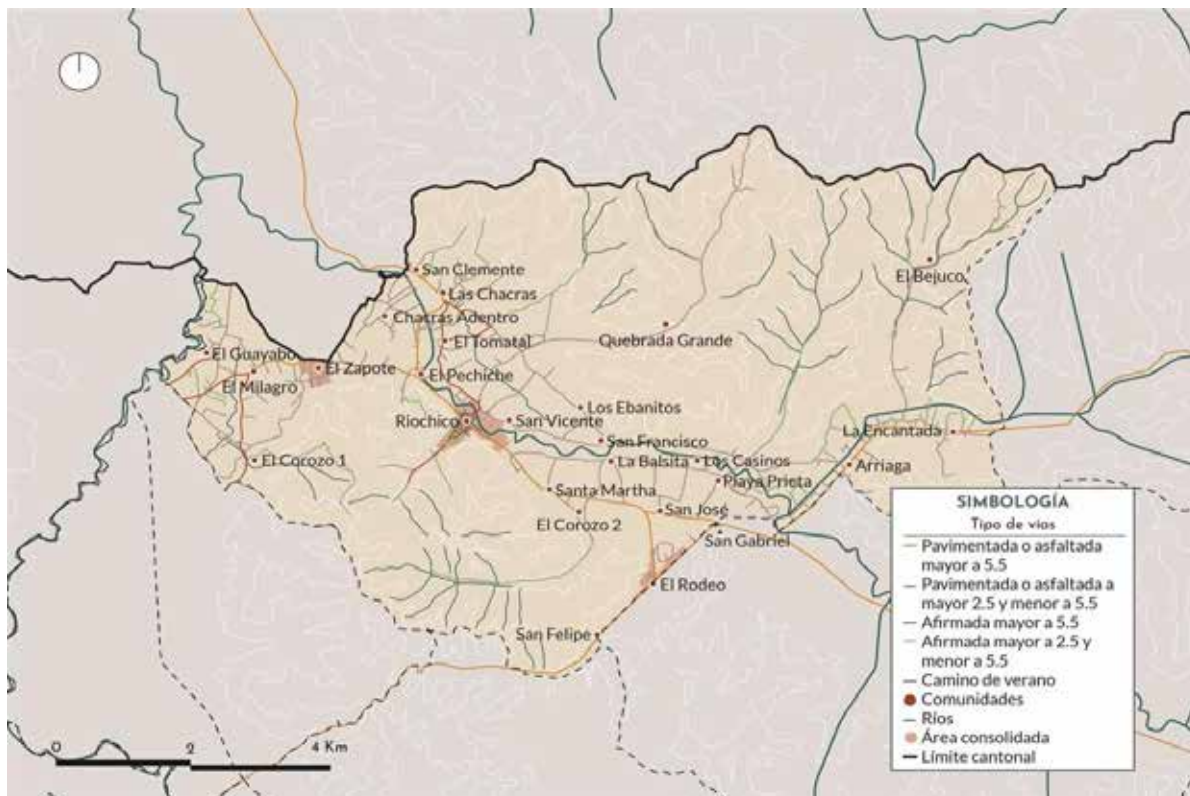 San Clemente
Las Chacras
Chacras Adentro
El Bejuco
El Tomatal
Quebrada Grande
El Guayabo
El Zapote
El Milagro
El Pechiche
Los Ebanitos
Riochico
San Vicente
La Encantada
San Francisco
El Corozo 1
La Balsita
Los Casinos
Arriaga
Playa Prieta
Santa Martha
San José
El Corozo 2
San Gabriel
El Rodeo
San Felipe
0 2 4 Km
SIMBOLOGÍA
Tipo de vías
Pavimentada o asfaltada
mayor a 5.5
Pavimentada o asfaltada a
mayor 2.5 y menor a 5.5
Afirmada mayor a 5.5
Afirmada mayor a 2.5 y
menor a 5.5
Camino de verano
Comunidades
Ríos
Área consolidada
Límite cantonal